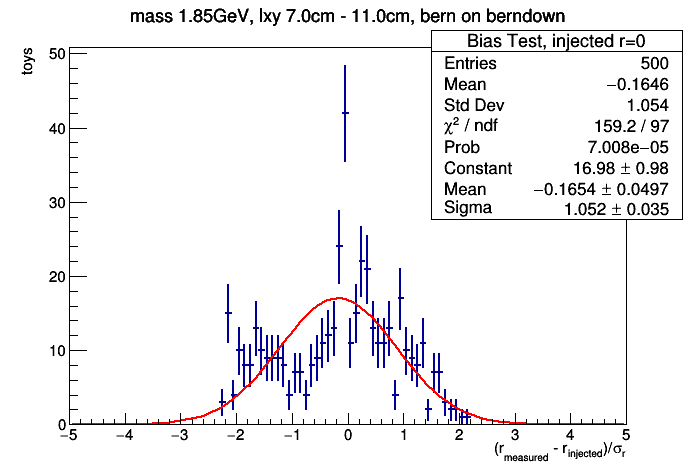 mass 1.85GeV, lxy 7.0cm - 11.0cm, bern on berndown
Bias Test, injected r=0
Entries 500
Mean −0.1646
Std Dev 1.054
χ² / ndf 159.2 / 97
Prob 7.008e−05
Constant 16.98 ± 0.98
Mean −0.1654 ± 0.0497
Sigma 1.052 ± 0.035
toys
50
40
30
20
10
0
−5 −4 −3 −2 −1 0 1 2 3 4 5
(r_measured - r_injected)/σ_r